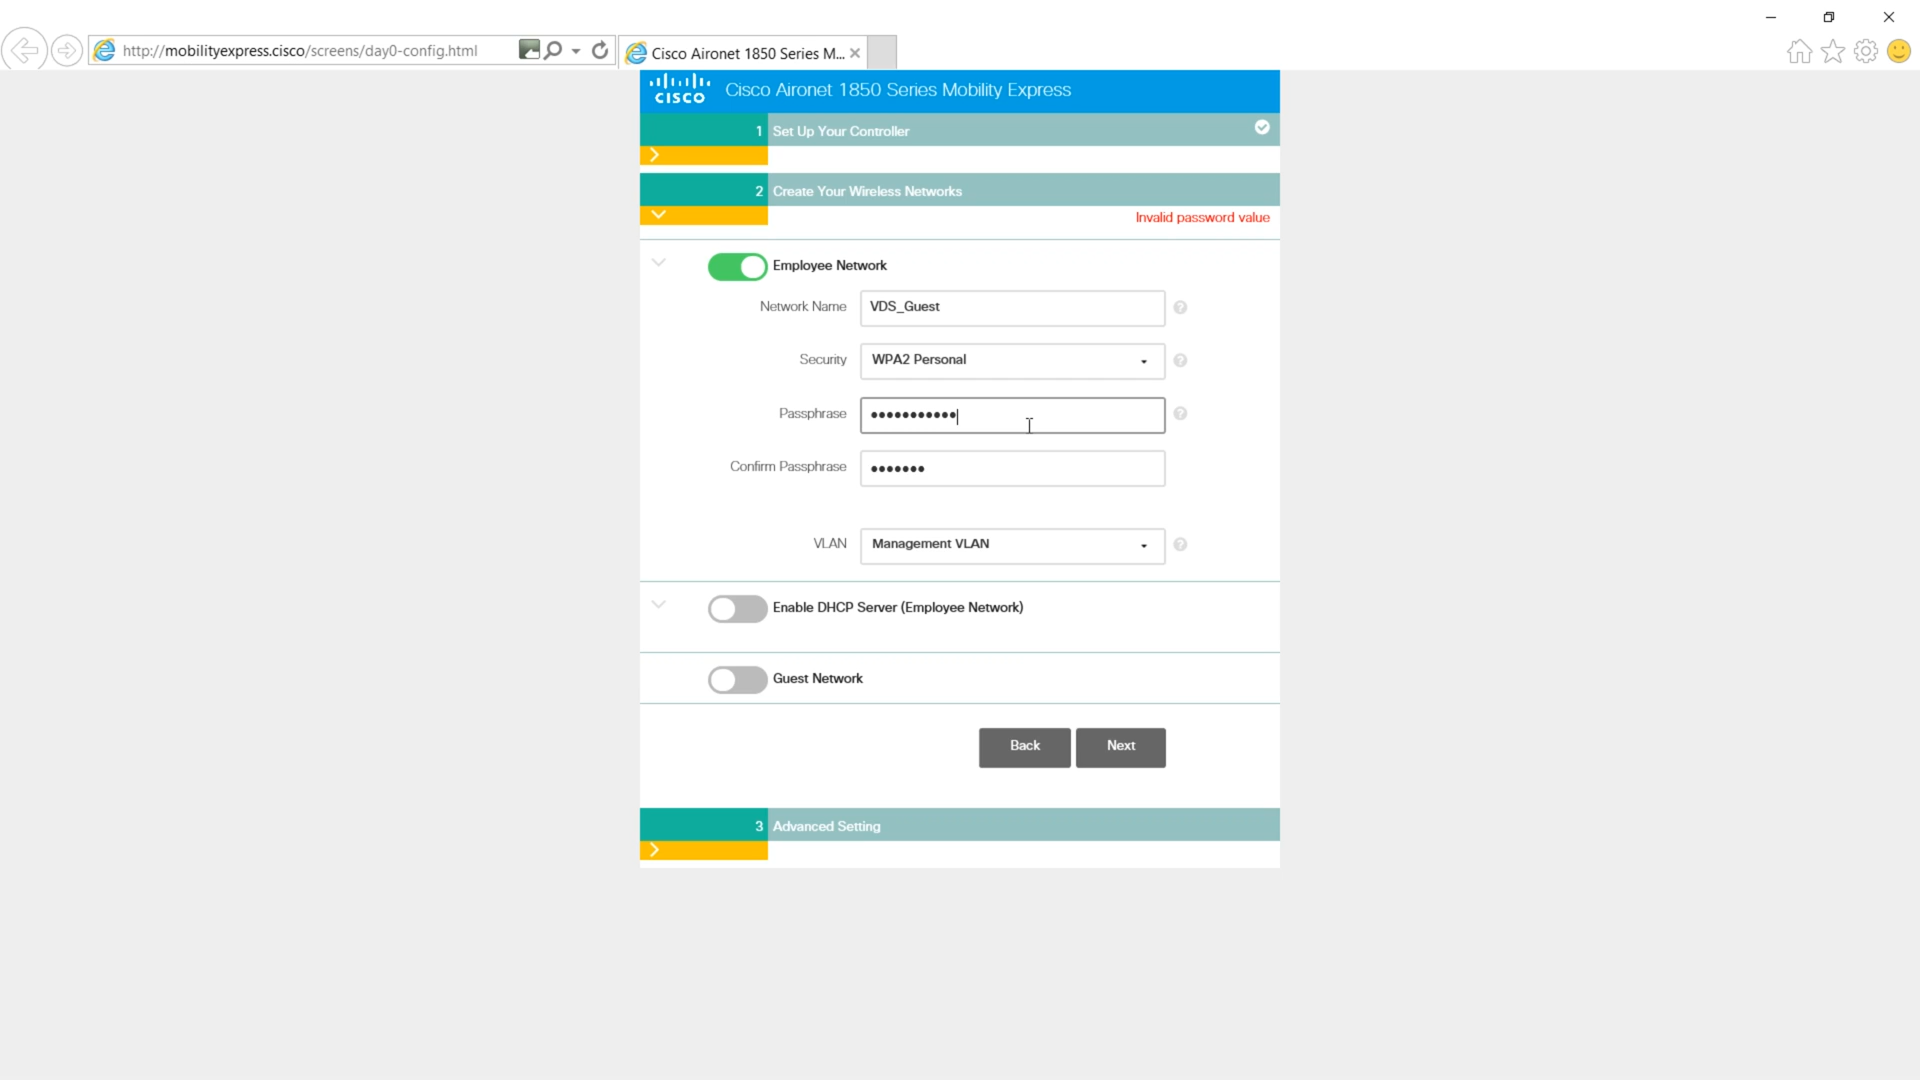 http://mobilityexpress.cisco/screens/day0-config.html
Cisco Aironet 1850 Series M...
CISCO
Cisco Aironet 1850 Series Mobility Express
1 Set Up Your Controller
2 Create Your Wireless Networks
Invalid password value
Employee Network
Network Name VDS_Guest
Security WPA2 Personal
Passphrase •••••••••••
Confirm Passphrase •••••••
VLAN Management VLAN
Enable DHCP Server (Employee Network)
Guest Network
Back Next
3 Advanced Setting